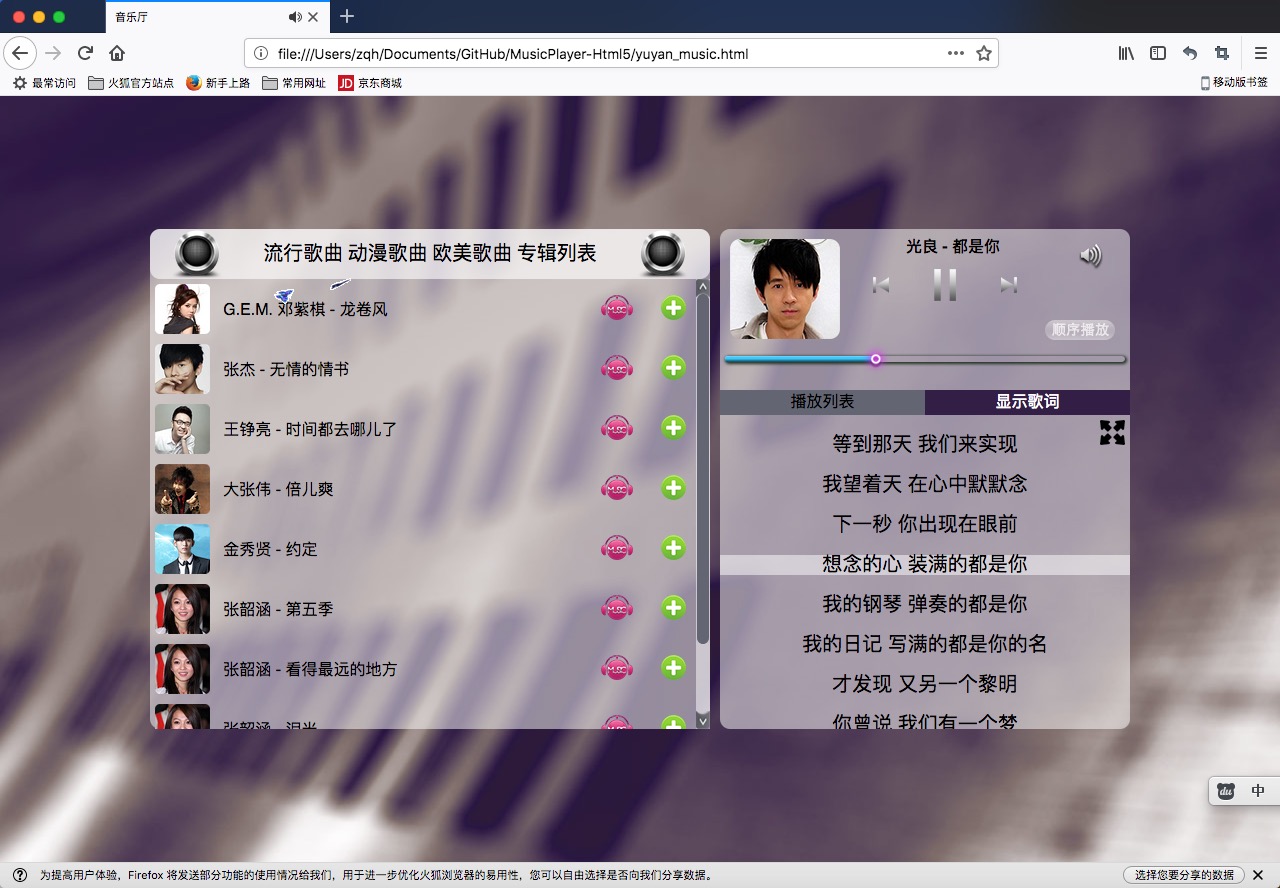 音乐厅
file:///Users/zqh/Documents/GitHub/MusicPlayer-Html5/yuyan_music.html
最常访问 火狐官方站点 新手上路 常用网址 JD 京东商城 移动版书签
流行歌曲 动漫歌曲 欧美歌曲 专辑列表
G.E.M. 邓紫棋 - 龙卷风
张杰 - 无情的情书
王铮亮 - 时间都去哪儿了
大张伟 - 倍儿爽
金秀贤 - 约定
张韶涵 - 第五季
张韶涵 - 看得最远的地方
光良 - 都是你
顺序播放
播放列表 显示歌词
等到那天 我们来实现
我望着天 在心中默默念
下一秒 你出现在眼前
想念的心 装满的都是你
我的钢琴 弹奏的都是你
我的日记 写满的都是你的名
才发现 又另一个黎明
你曾说 我们有一个梦
du 中
为提高用户体验，Firefox 将发送部分功能的使用情况给我们，用于进一步优化火狐浏览器的易用性，您可以自由选择是否向我们分享数据。
选择您要分享的数据